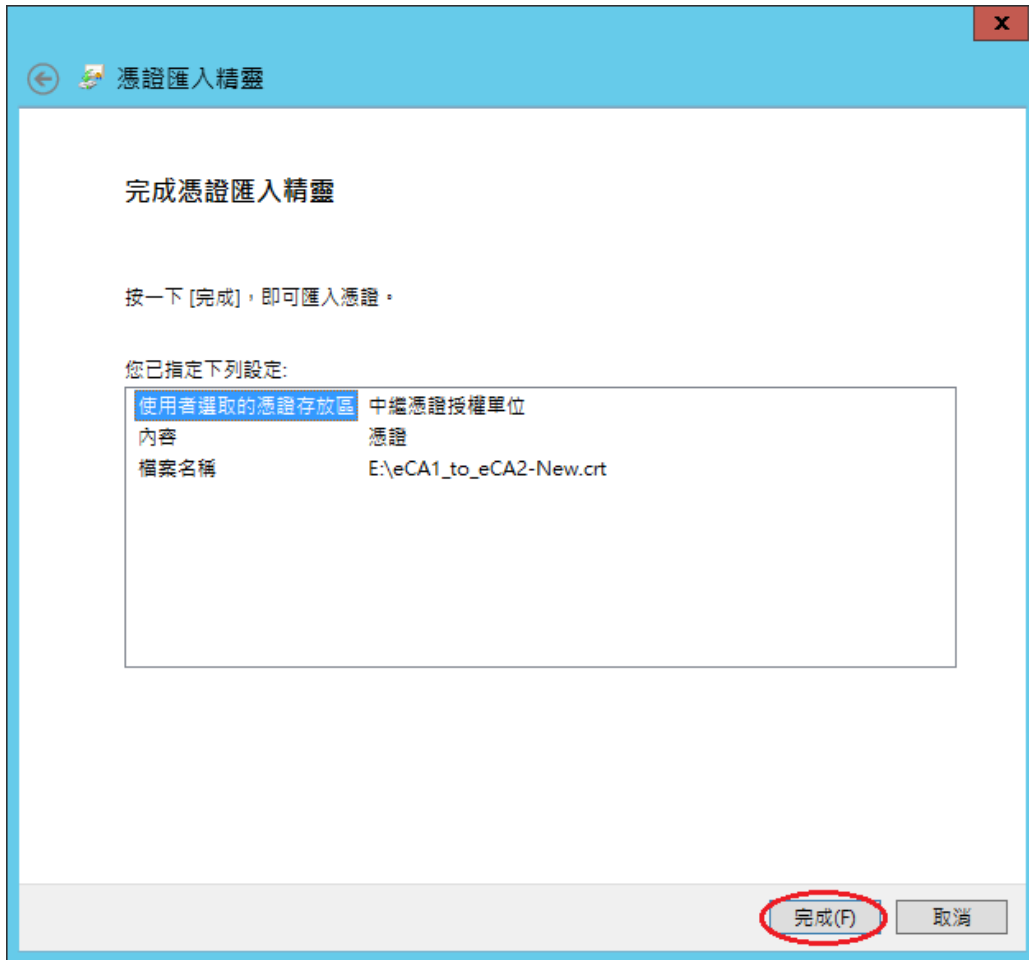 x
憑證匯入精靈
完成憑證匯入精靈
按一下 [完成]，即可匯入憑證。
您已指定下列設定:
使用者選取的憑證存放區 中繼憑證授權單位
內容 憑證
檔案名稱 E:\eCA1_to_eCA2-New.crt
完成(F) 取消